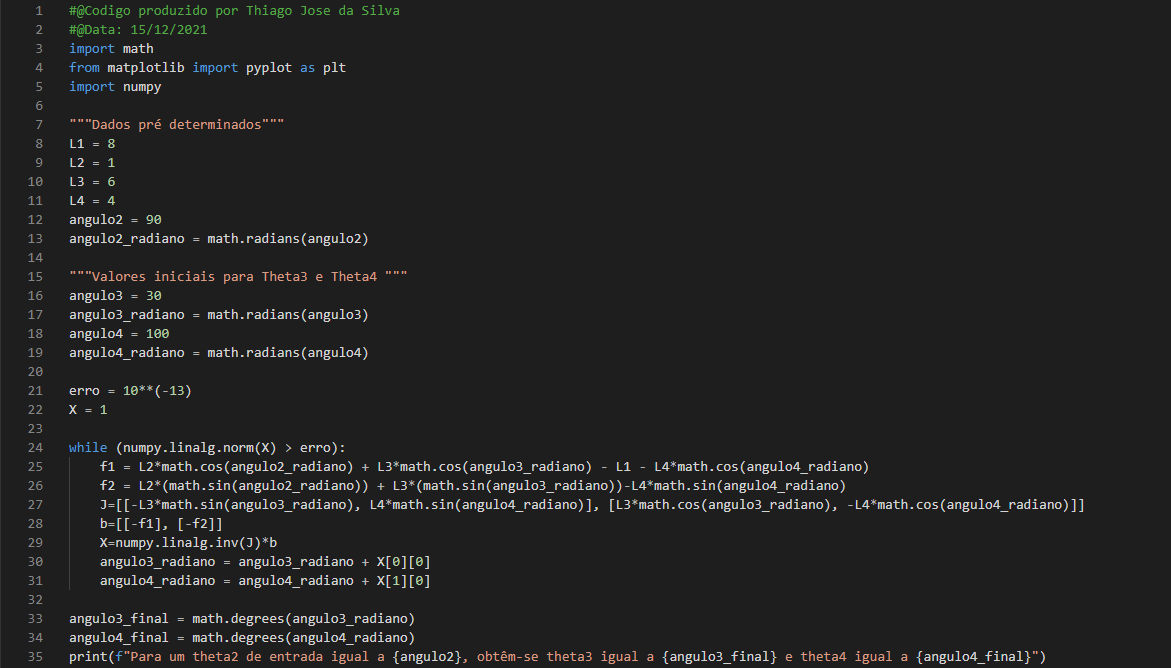 1 #@Codigo produzido por Thiago Jose da Silva
2 #@Data: 15/12/2021
3 import math
4 from matplotlib import pyplot as plt
5 import numpy
6
7 """Dados pré determinados"""
8 L1 = 8
9 L2 = 1
10 L3 = 6
11 L4 = 4
12 angulo2 = 90
13 angulo2_radiano = math.radians(angulo2)
14
15 """Valores iniciais para Theta3 e Theta4 """
16 angulo3 = 30
17 angulo3_radiano = math.radians(angulo3)
18 angulo4 = 100
19 angulo4_radiano = math.radians(angulo4)
20
21 erro = 10**(-13)
22 X = 1
23
24 while (numpy.linalg.norm(X) > erro):
25     f1 = L2*math.cos(angulo2_radiano) + L3*math.cos(angulo3_radiano) - L1 - L4*math.cos(angulo4_radiano)
26     f2 = L2*(math.sin(angulo2_radiano)) + L3*(math.sin(angulo3_radiano))-L4*math.sin(angulo4_radiano)
27     J=[[-L3*math.sin(angulo3_radiano), L4*math.sin(angulo4_radiano)], [L3*math.cos(angulo3_radiano), -L4*math.cos(angulo4_radiano)]]
28     b=[[-f1], [-f2]]
29     X=numpy.linalg.inv(J)*b
30     angulo3_radiano = angulo3_radiano + X[0][0]
31     angulo4_radiano = angulo4_radiano + X[1][0]
32
33 angulo3_final = math.degrees(angulo3_radiano)
34 angulo4_final = math.degrees(angulo4_radiano)
35 print(f"Para um theta2 de entrada igual a {angulo2}, obtêm-se theta3 igual a {angulo3_final} e theta4 igual a {angulo4_final}")